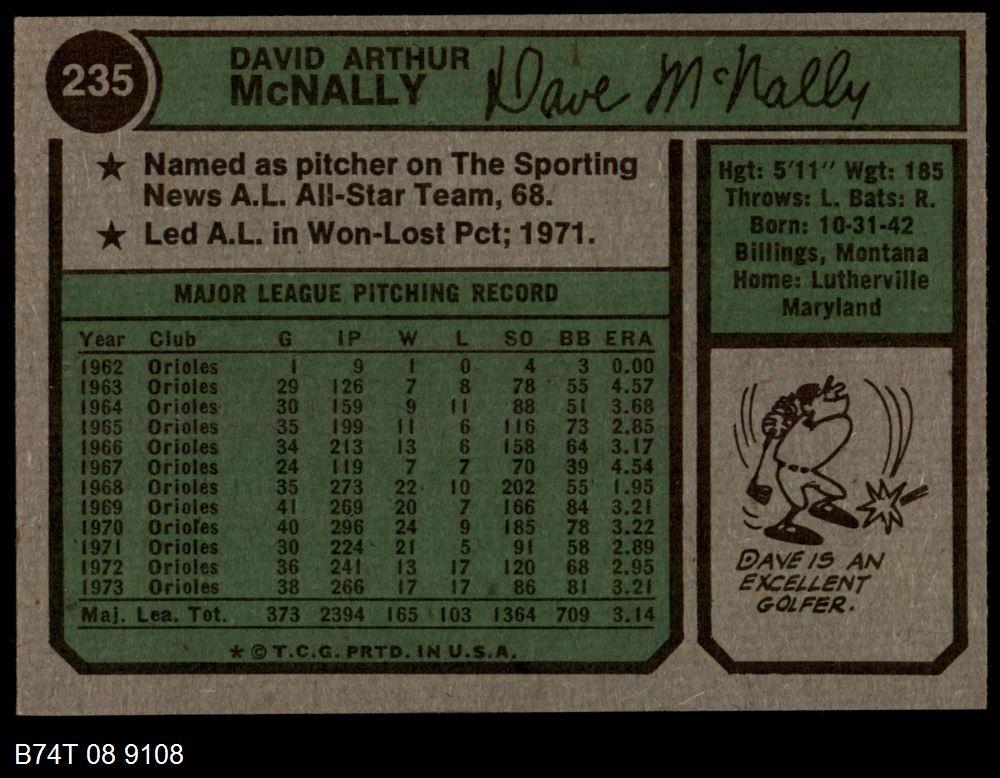 235
DAVID ARTHUR
McNALLY
Dave McNally
★ Named as pitcher on The Sporting
News A.L. All-Star Team, 68.
★ Led A.L. in Won-Lost Pct; 1971.
Hgt: 5'11" Wgt: 185
Throws: L. Bats: R.
Born: 10-31-42
Billings, Montana
Home: Lutherville
Maryland
MAJOR LEAGUE PITCHING RECORD
Year Club G IP W L SO BB ERA
1962 Orioles 1 9 1 0 4 3 0.00
1963 Orioles 29 126 7 8 78 55 4.57
1964 Orioles 30 159 9 11 88 51 3.68
1965 Orioles 35 199 11 6 116 73 2.85
1966 Orioles 34 213 13 6 158 64 3.17
1967 Orioles 24 119 7 7 70 39 4.54
1968 Orioles 35 273 22 10 202 55 1.95
1969 Orioles 41 269 20 7 166 84 3.21
1970 Orioles 40 296 24 9 185 78 3.22
1971 Orioles 30 224 21 5 91 58 2.89
1972 Orioles 36 241 13 17 120 68 2.95
1973 Orioles 38 266 17 17 86 81 3.21
Maj. Lea. Tot. 373 2394 165 103 1364 709 3.14
* © T.C.G. PRTD. IN U.S.A.
DAVE IS AN
EXCELLENT
GOLFER.
B74T 08 9108